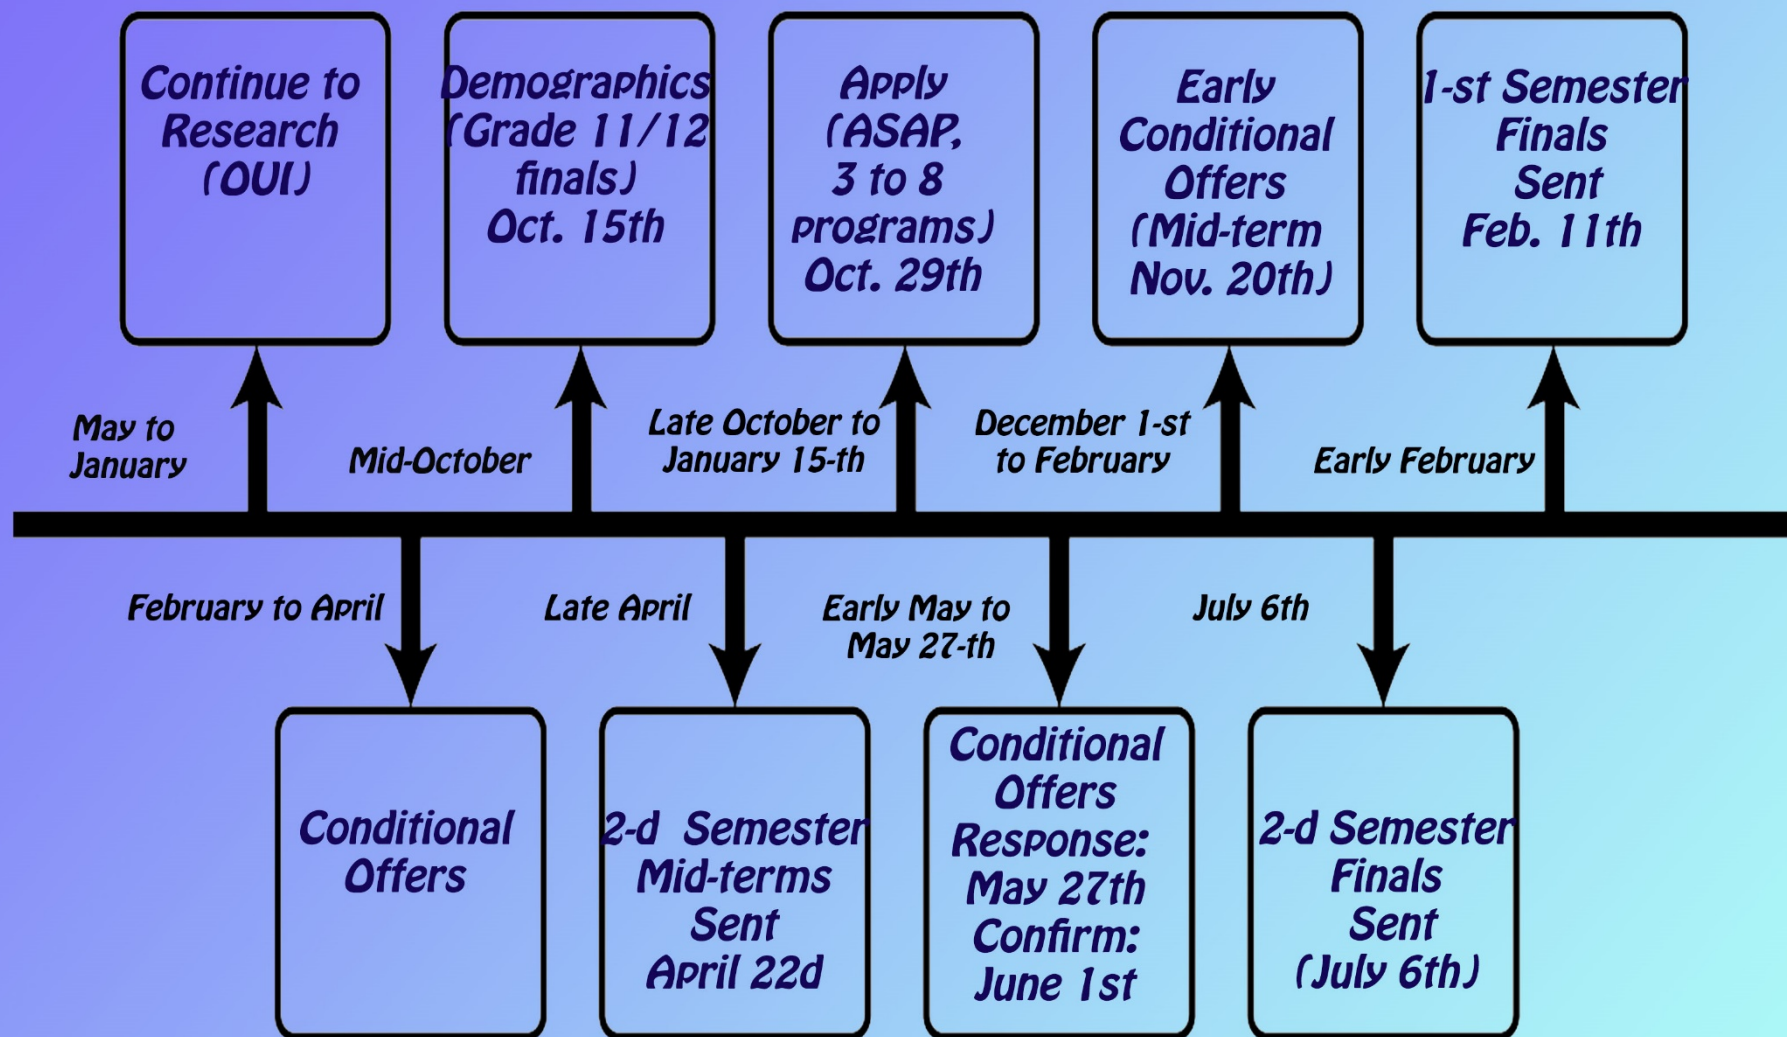 Continue to
Research
(OUI)
Demographics
(Grade 11/12
finals)
Oct. 15th
Apply
(ASAP,
3 to 8
programs)
Oct. 29th
Early
Conditional
Offers
(Mid-term
Nov. 20th)
1-st Semester
Finals
Sent
Feb. 11th
May to
January
Mid-October
Late October to
January 15-th
December 1-st
to February
Early February
February to April
Late April
Early May to
May 27-th
July 6th
Conditional
Offers
2-d Semester
Mid-terms
Sent
April 22d
Conditional
Offers
Response:
May 27th
Confirm:
June 1st
2-d Semester
Finals
Sent
(July 6th)